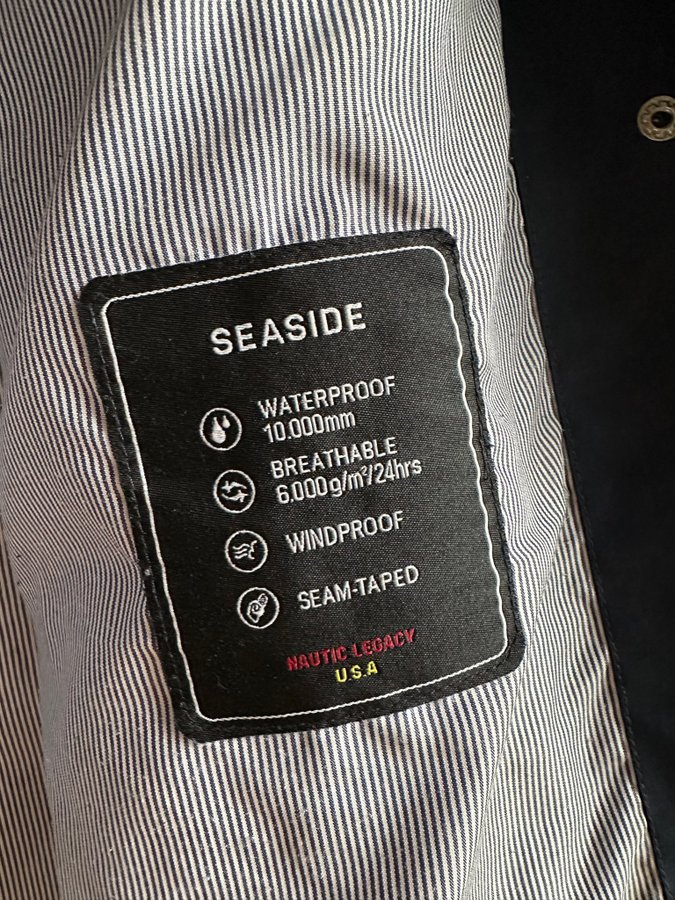 SEASIDE
WATERPROOF
10.000mm
BREATHABLE
6.000g/m²/24hrs
WINDPROOF
SEAM-TAPED
NAUTIC LEGACY
U.S.A